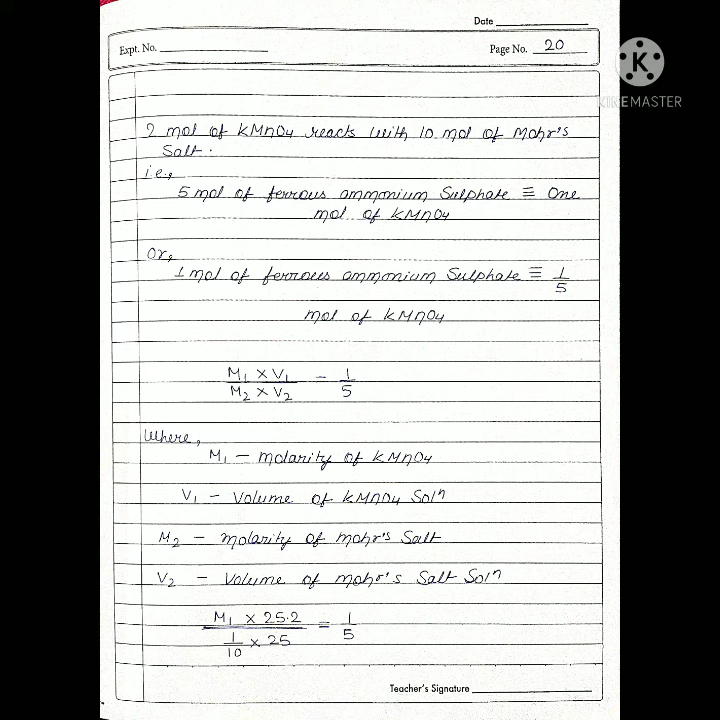 Date
Expt. No.
Page No. 20
K
KINEMASTER
2 mol of KMnO4 reacts with 10 mol of Mohr's
Salt.
i.e.,
5 mol of ferrous ammonium Sulphate ≡ One
mol of KMnO4
Or,
1 mol of ferrous ammonium Sulphate ≡ 1/5
mol of KMnO4
M₁ × V₁ / M₂ × V₂ – 1/5
Where,
M₁ – molarity of KMnO4
V₁ – Volume of KMnO4 Solⁿ
M₂ – molarity of mohr's Salt
V₂ – Volume of mohr's Salt Solⁿ
M₁ × 25.2 / 1/10 × 25 = 1/5
Teacher's Signature